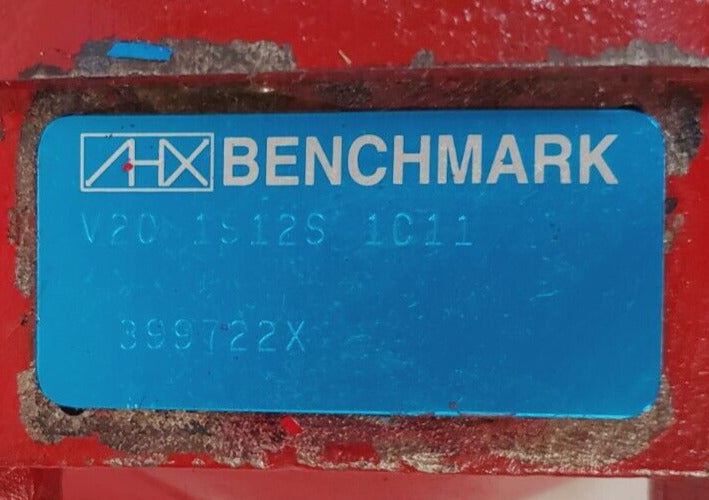 AHX BENCHMARK
V20 1S12S 1C11
399722X